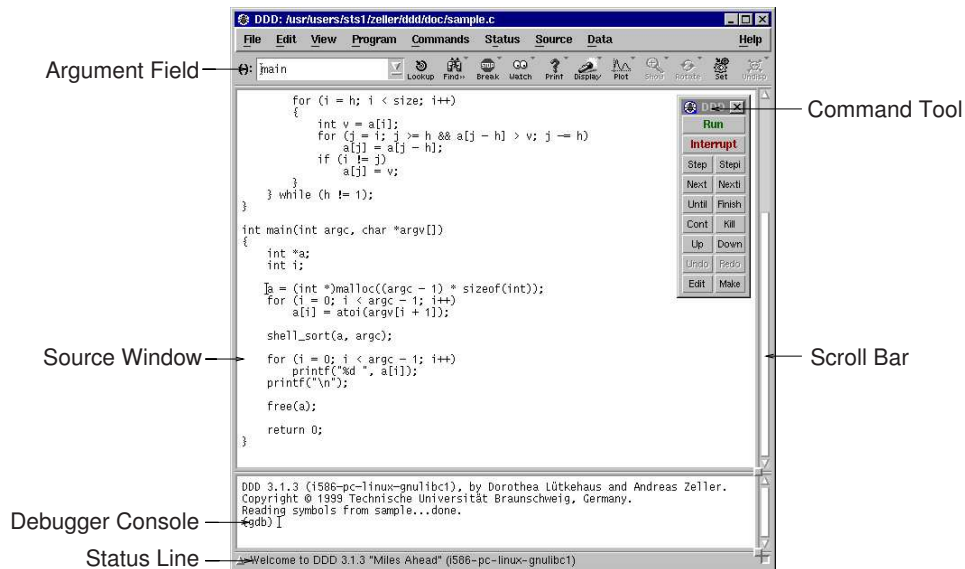 DDD: /usr/users/sts1/zeller/ddd/doc/sample.c
File Edit View Program Commands Status Source Data Help
Argument Field
(): main
Lookup Find>> Break Watch Print Display Plot Show Rotate Set Undisp
Command Tool
DDD
Run
Interrupt
Step Stepi
Next Nexti
Until Finish
Cont Kill
Up Down
Undo Redo
Edit Make
for (i = h; i < size; i++)
{
int v = a[i];
for (j = i; j >= h && a[j - h] > v; j -= h)
a[j] = a[j - h];
if (i != j)
a[j] = v;
}
} while (h != 1);
}
int main(int argc, char *argv[])
{
int *a;
int i;
a = (int *)malloc((argc - 1) * sizeof(int));
for (i = 0; i < argc - 1; i++)
a[i] = atoi(argv[i + 1]);
shell_sort(a, argc);
Source Window
for (i = 0; i < argc - 1; i++)
Scroll Bar
printf("%d ", a[i]);
printf("\n");
free(a);
return 0;
}
DDD 3.1.3 (i586-pc-linux-gnulibc1), by Dorothea Lütkehaus and Andreas Zeller.
Copyright © 1999 Technische Universität Braunschweig, Germany.
Reading symbols from sample...done.
Debugger Console
(gdb)
Status Line
Welcome to DDD 3.1.3 "Miles Ahead" (i586-pc-linux-gnulibc1)